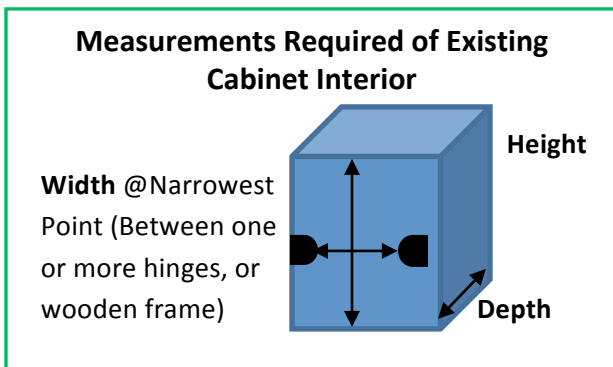 Measurements Required of Existing
Cabinet Interior
Height
Width @Narrowest
Point (Between one
or more hinges, or
wooden frame)
Depth